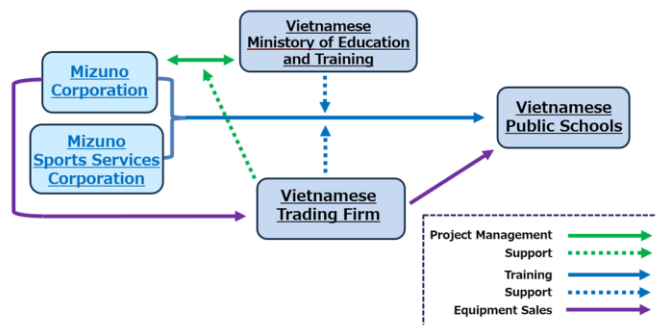 Vietnamese
Ministory of Education
and Training
Mizuno
Corporation
Mizuno
Sports Services
Corporation
Vietnamese
Public Schools
Vietnamese
Trading Firm
Project Management
Support
Training
Support
Equipment Sales